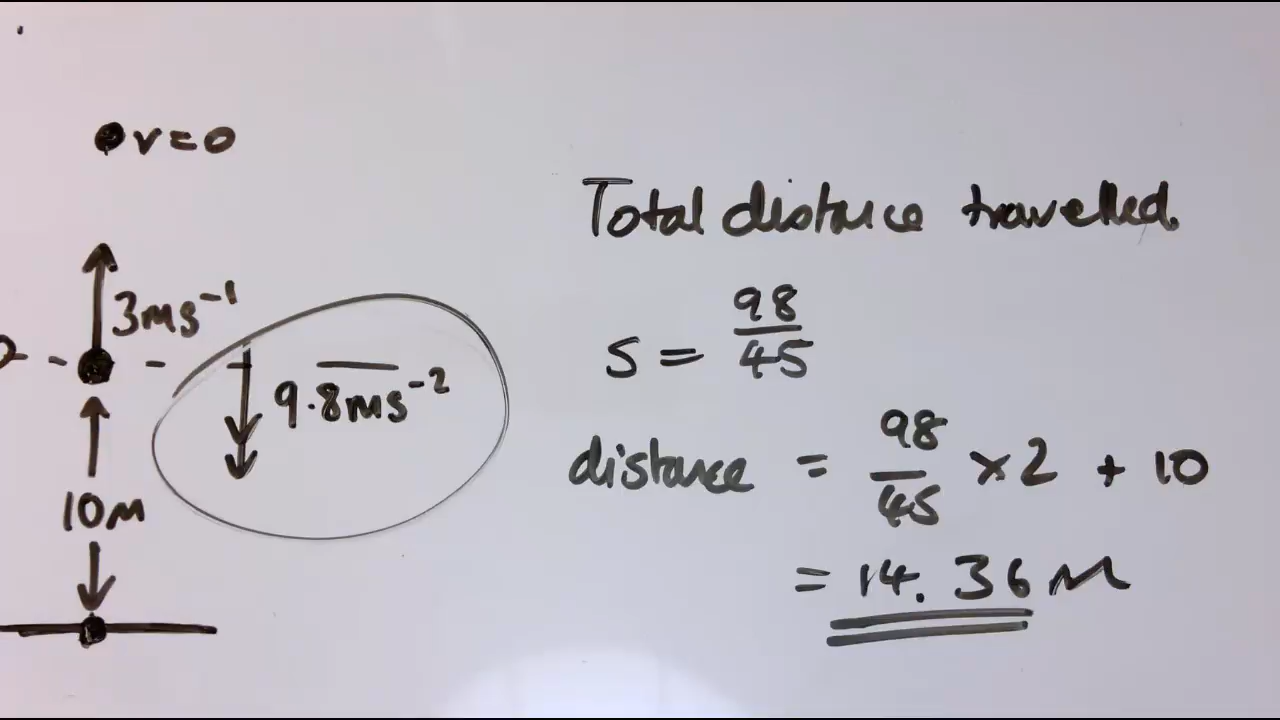 v=0
3ms⁻¹
9.8ms⁻²
10m
Total distance travelled.
s = 98/45
distance = 98/45 ×2 + 10
= 14.36m